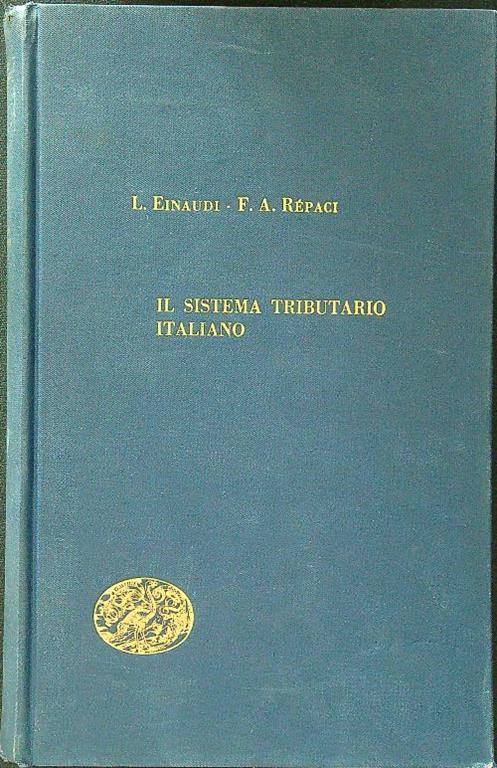 L. EINAUDI · F. A. RÉPACI
IL SISTEMA TRIBUTARIO
ITALIANO